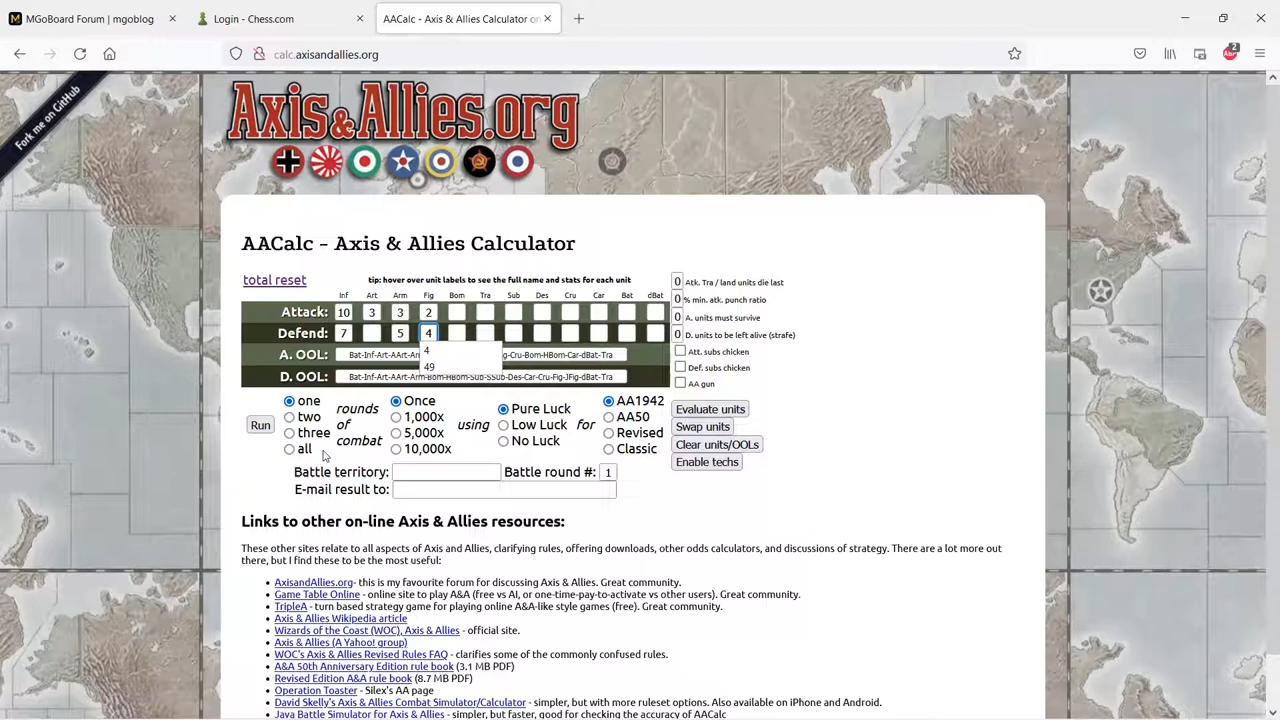 MGoBoard Forum | mgoblog
Login - Chess.com
AACalc - Axis & Allies Calculator on
calc.axisandallies.org
2
Fork me on GitHub
Axis&Allies.org
AACalc - Axis & Allies Calculator
total reset
tip: hover over unit labels to see the full name and stats for each unit
Inf Art Arm Fig Bom Tra Sub Des Cru Car Bat dBat
Attack: 10 3 3 2
Defend: 7 5 4
4
49
A. OOL: Bat-Inf-Art-AArt-Arm g-Cru-Bom-HBom-Car-dBat-Tra
D. OOL: Bat-Inf-Art-AArt-Arm-Bom-HBom-Sub-SSub-Des-Car-Cru-Fig-JFig-dBat-Tra
0 Atk. Tra / land units die last
0 % min. atk. punch ratio
0 A. units must survive
0 D. units to be left alive (strafe)
Att. subs chicken
Def. subs chicken
AA gun
Run
one
two
three
all
rounds
of
combat
Once
1,000x
5,000x
10,000x
using
Pure Luck
Low Luck
No Luck
for
AA1942
AA50
Revised
Classic
Evaluate units
Swap units
Clear units/OOLs
Enable techs
Battle territory: Battle round #: 1
E-mail result to:
Links to other on-line Axis & Allies resources:
These other sites relate to all aspects of Axis and Allies, clarifying rules, offering downloads, other odds calculators, and discussions of strategy. There are a lot more out
there, but I find these to be the most useful:
• AxisandAllies.org- this is my favourite forum for discussing Axis & Allies. Great community.
• Game Table Online - online site to play A&A (free vs AI, or one-time-pay-to-activate vs other users). Great community.
• TripleA - turn based strategy game for playing online A&A-like style games (free). Great community.
• Axis & Allies Wikipedia article
• Wizards of the Coast (WOC), Axis & Allies - official site.
• Axis & Allies (A Yahoo! group)
• WOC's Axis & Allies Revised Rules FAQ - clarifies some of the commonly confused rules.
• A&A 50th Anniversary Edition rule book (3.1 MB PDF)
• Revised Edition A&A rule book (8.7 MB PDF)
• Operation Toaster - Silex's AA page
• David Skelly's Axis & Allies Combat Simulator/Calculator - simpler, but with more ruleset options. Also available on iPhone and Android.
• Java Battle Simulator for Axis & Allies - simpler, but faster, good for checking the accuracy of AACalc